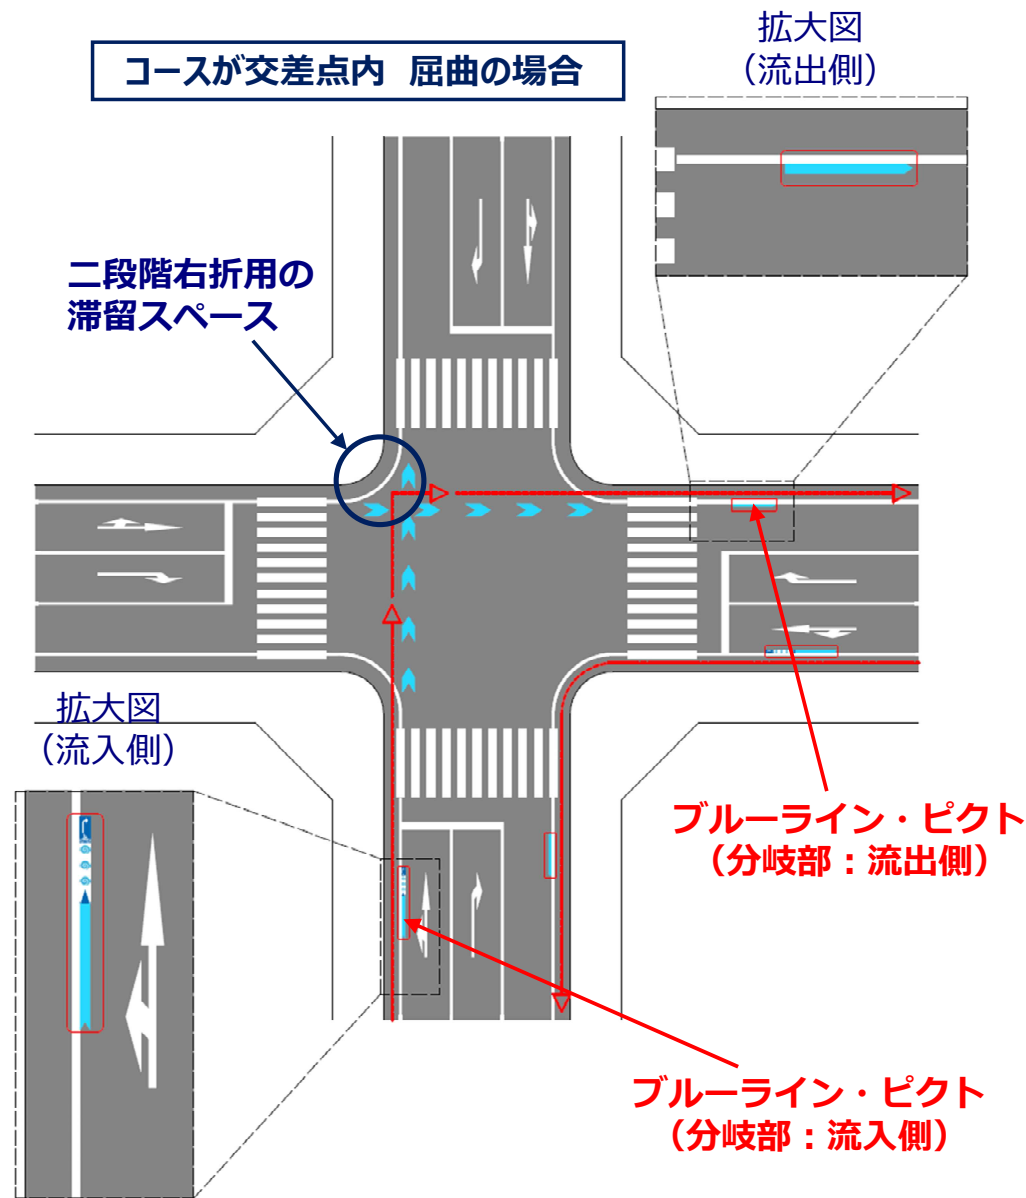 コースが交差点内 屈曲の場合
拡大図
（流出側）
二段階右折用の
滞留スペース
拡大図
（流入側）
ブルーライン・ピクト
（分岐部：流出側）
ブルーライン・ピクト
（分岐部：流入側）